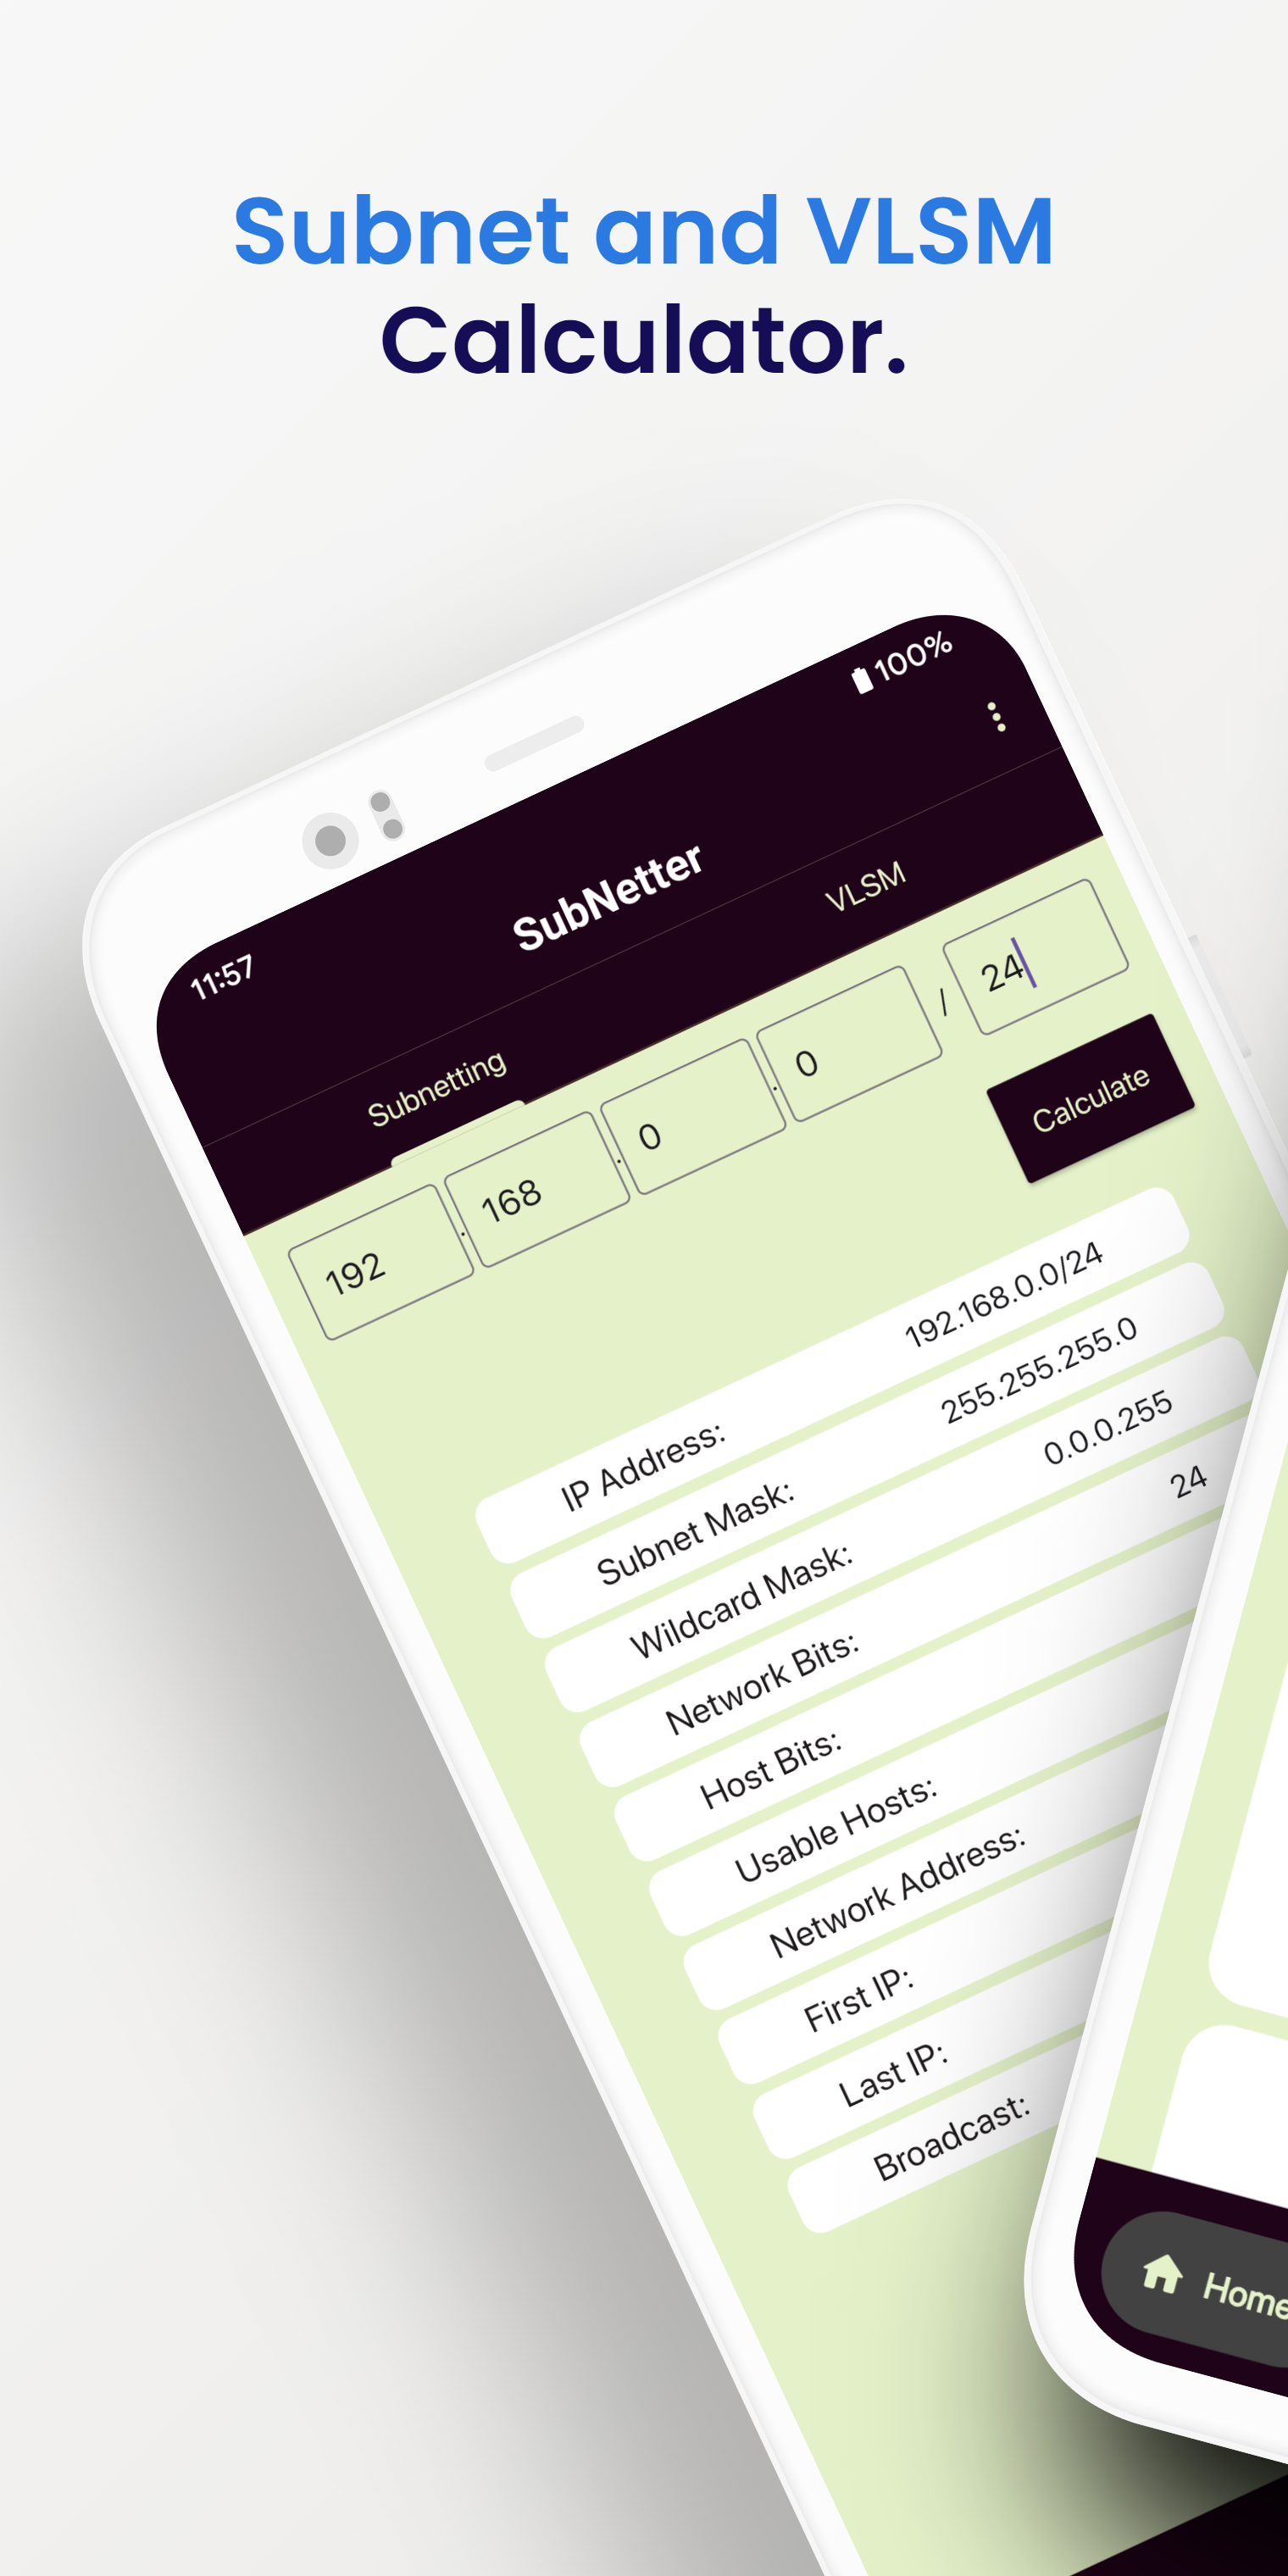 Subnet and VLSM
Calculator.
11:57
100%
SubNetter
Subnetting
VLSM
192 . 168 . 0 . 0 / 24
Calculate
IP Address: 192.168.0.0/24
Subnet Mask: 255.255.255.0
Wildcard Mask: 0.0.0.255
Network Bits: 24
Host Bits:
Usable Hosts:
Network Address:
First IP:
Last IP:
Broadcast:
Home